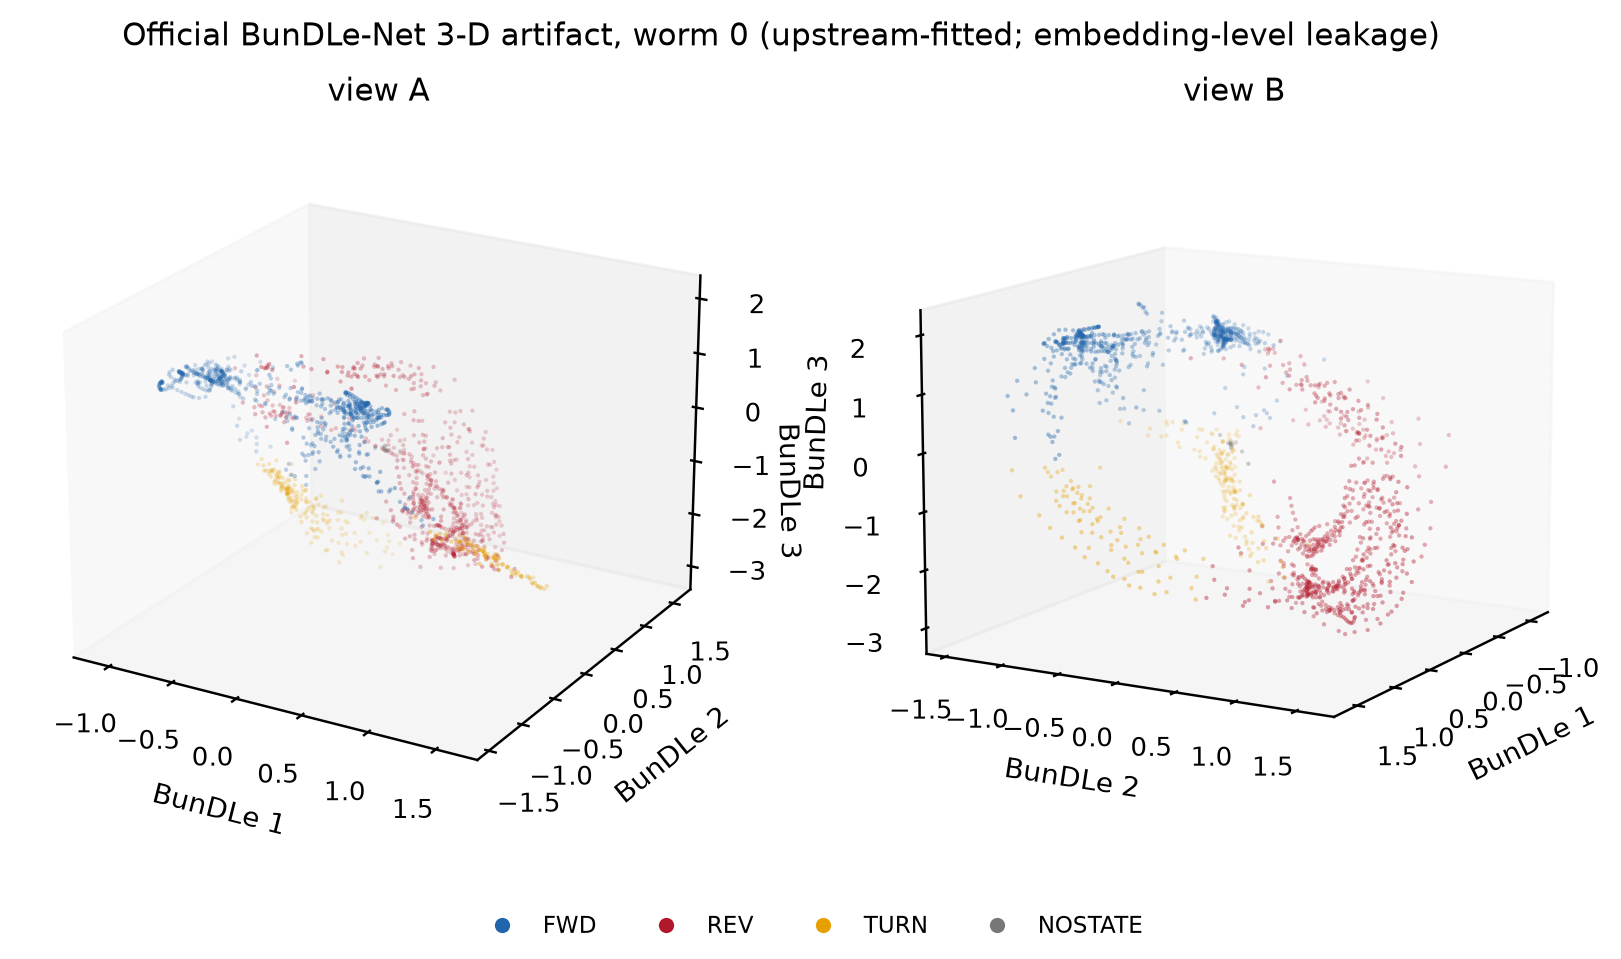 Official BunDLe-Net 3-D artifact, worm 0 (upstream-fitted; embedding-level leakage)
view A
view B
2
1
0
−1
−2
−3
BunDLe 3
−1.0
−0.5
0.0
0.5
1.0
1.5
BunDLe 1
−1.5
−1.0
−0.5
0.0
0.5
1.0
1.5
BunDLe 2
BunDLe 3
2
1
0
−1
−2
−3
−1.5
−1.0
−0.5
0.0
0.5
1.0
1.5
BunDLe 2
1.5
1.0
0.5
0.0
−0.5
−1.0
BunDLe 1
FWD
REV
TURN
NOSTATE